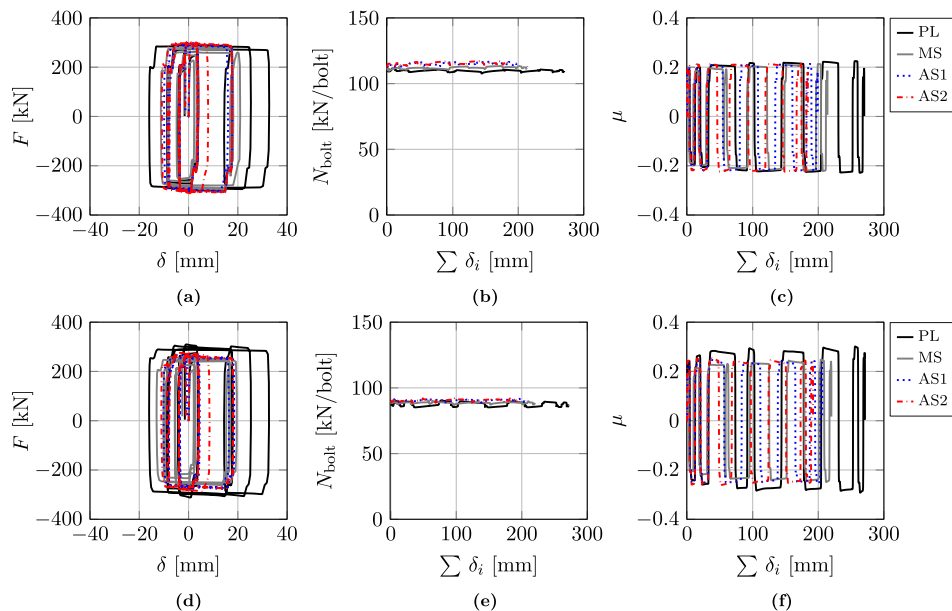 400
200
0
−200
−400
F [kN]
−40
−20
0
20
40
δ [mm]
(a)
150
100
50
0
N_bolt [kN/bolt]
0
100
200
300
∑ δ_i [mm]
(b)
0.4
0.2
0
−0.2
−0.4
μ
0
100
200
300
∑ δ_i [mm]
(c)
PL
MS
AS1
AS2
400
200
0
−200
−400
F [kN]
−40
−20
0
20
40
δ [mm]
(d)
150
100
50
0
N_bolt [kN/bolt]
0
100
200
300
∑ δ_i [mm]
(e)
0.4
0.2
0
−0.2
−0.4
μ
0
100
200
300
∑ δ_i [mm]
(f)
PL
MS
AS1
AS2